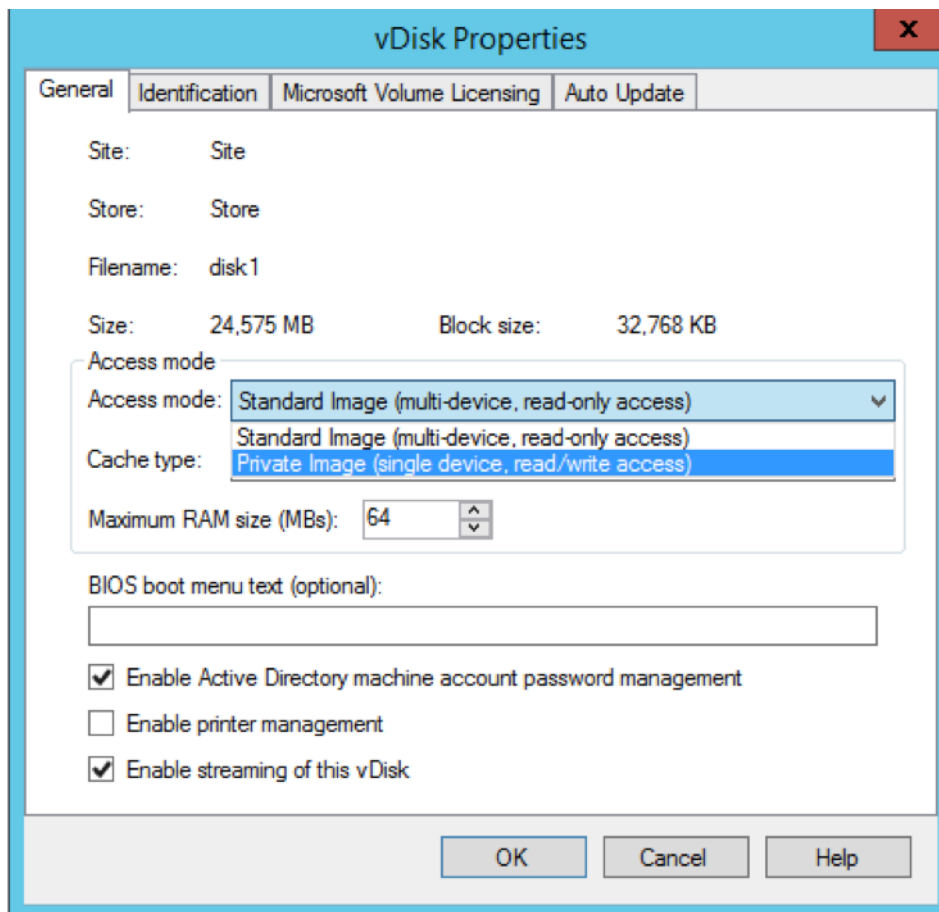 vDisk Properties
x
General Identification Microsoft Volume Licensing Auto Update
Site: Site
Store: Store
Filename: disk1
Size: 24,575 MB Block size: 32,768 KB
Access mode
Access mode: Standard Image (multi-device, read-only access)
Standard Image (multi-device, read-only access)
Cache type: Private Image (single device, read/write access)
Maximum RAM size (MBs): 64
BIOS boot menu text (optional):
Enable Active Directory machine account password management
Enable printer management
Enable streaming of this vDisk
OK Cancel Help